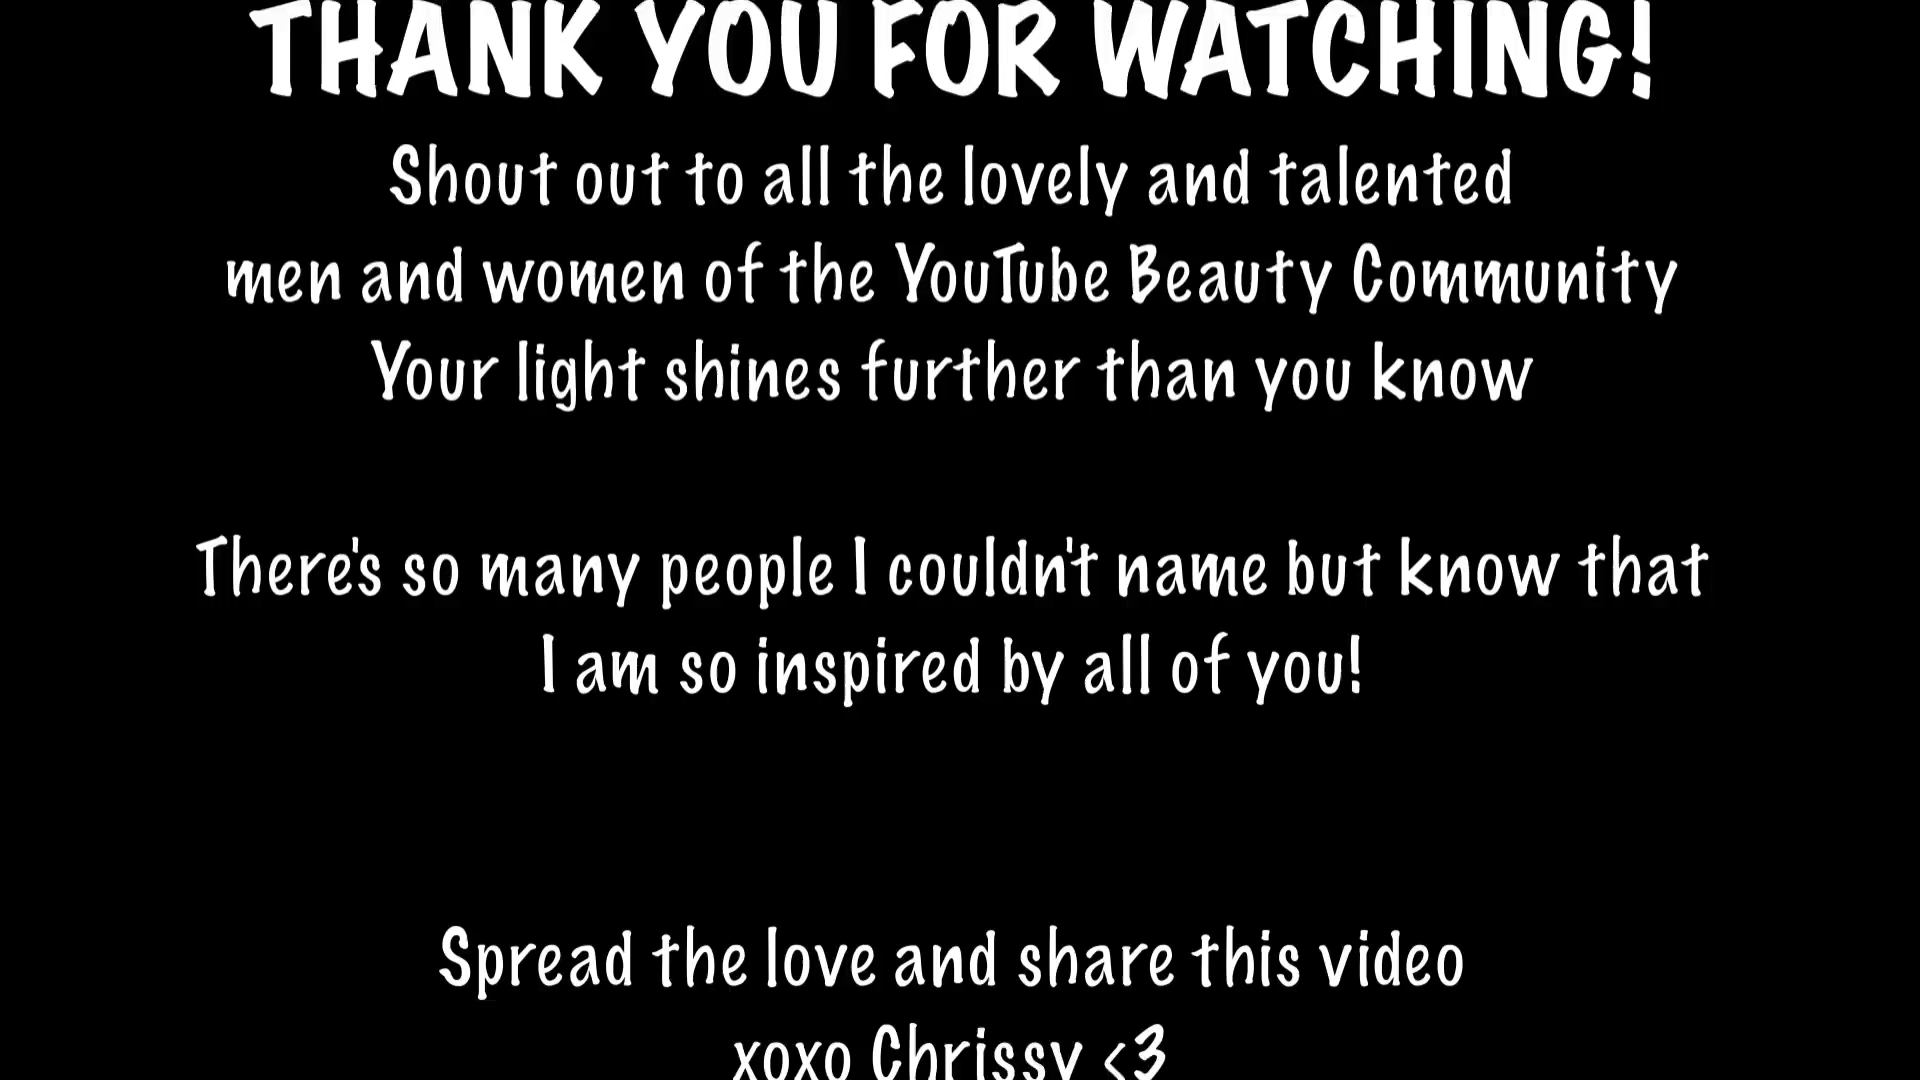 THANK YOU FOR WATCHING!
Shout out to all the lovely and talented
men and women of the YouTube Beauty Community
Your light shines further than you know
There's so many people I couldn't name but know that
I am so inspired by all of you!
Spread the love and share this video
xoxo Chrissy <3